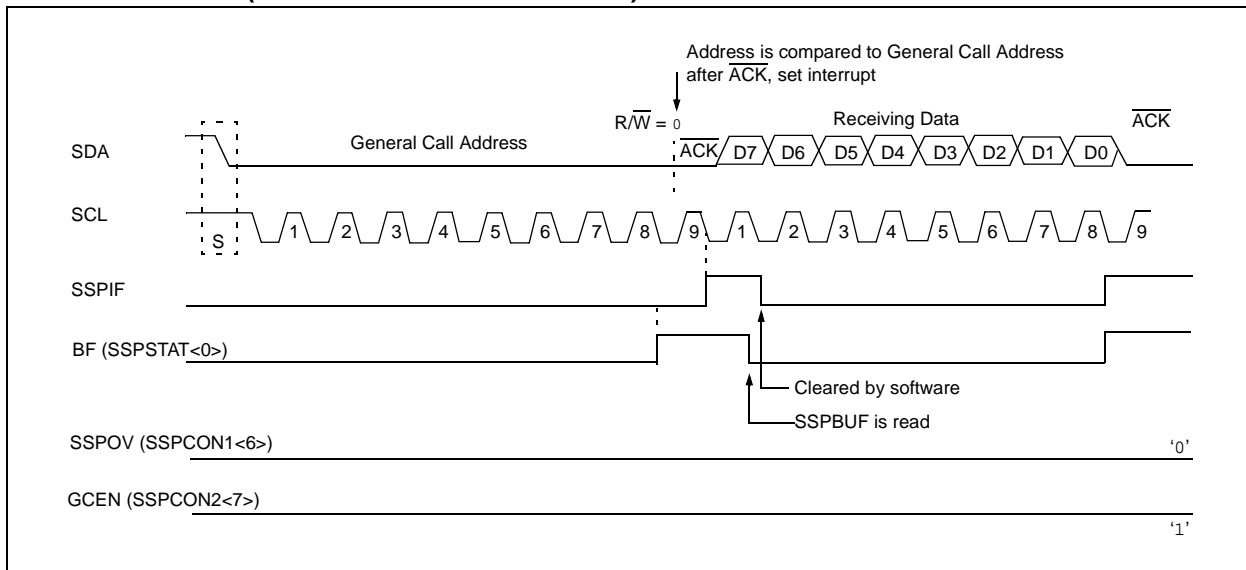 Address is compared to General Call Address
after A̅C̅K̅, set interrupt
R/W̅ = 0
Receiving Data
A̅C̅K̅
SDA
General Call Address
A̅C̅K̅
D7 D6 D5 D4 D3 D2 D1 D0
SCL
S
1 2 3 4 5 6 7 8 9 1 2 3 4 5 6 7 8 9
SSPIF
BF (SSPSTAT<0>)
Cleared by software
SSPBUF is read
SSPOV (SSPCON1<6>)
‘0’
GCEN (SSPCON2<7>)
‘1’